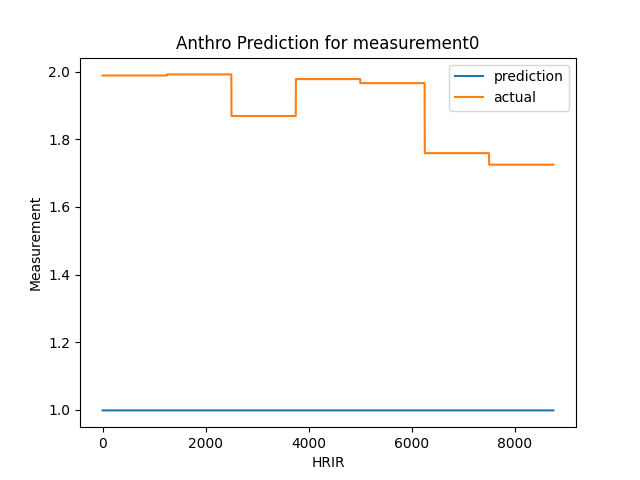 Anthro Prediction for measurement0
prediction
actual
2.0
1.8
1.6
1.4
1.2
1.0
Measurement
0 2000 4000 6000 8000
HRIR